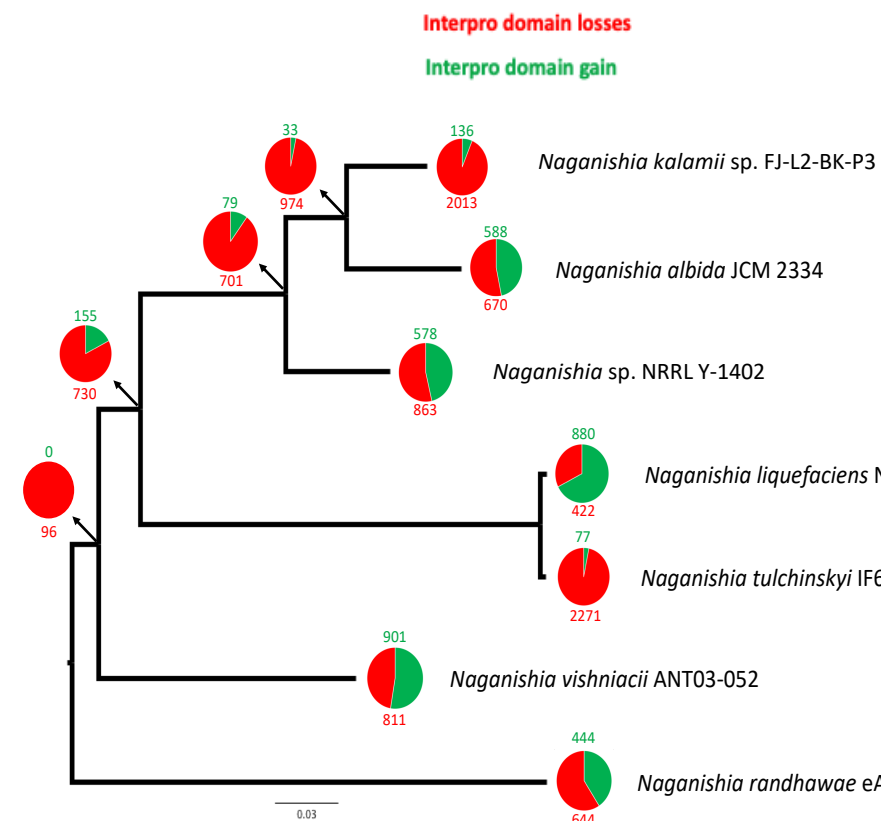 Interpro domain losses
Interpro domain gain
33
974
136
2013
Naganishia kalamii sp. FJ-L2-BK-P3
79
701
588
670
Naganishia albida JCM 2334
155
730
578
863
Naganishia sp. NRRL Y-1402
0
96
880
422
Naganishia liquefaciens
77
2271
Naganishia tulchinskyi
901
811
Naganishia vishniacii ANT03-052
444
644
Naganishia randhawae
0.03